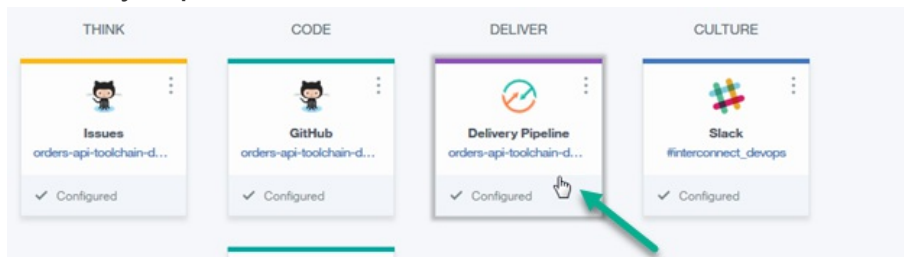 THINK
CODE
DELIVER
CULTURE
Issues
orders-api-toolchain-d...
Configured
GitHub
orders-api-toolchain-d...
Configured
Delivery Pipeline
orders-api-toolchain-d...
Configured
Slack
#interconnect_devops
Configured